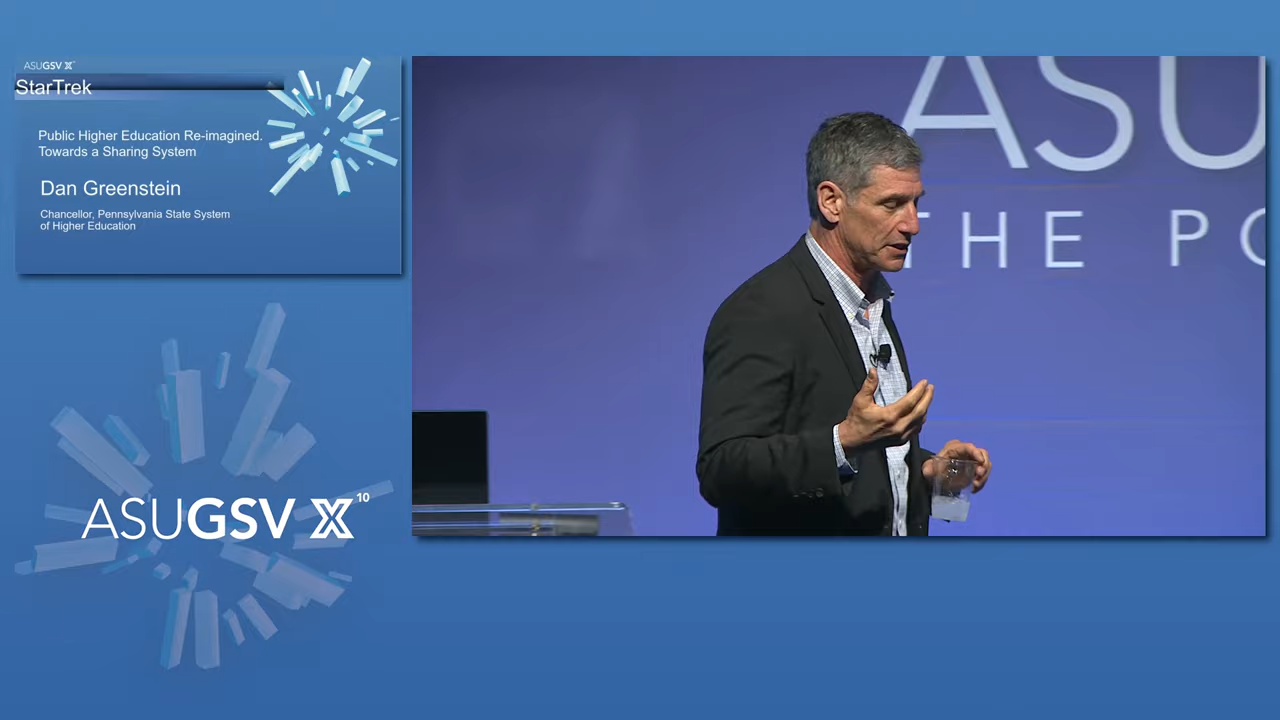 ASUGSV X
StarTrek
Public Higher Education Re-imagined.
Towards a Sharing System
Dan Greenstein
Chancellor, Pennsylvania State System
of Higher Education
ASUGSV X10
ASU
THE PO